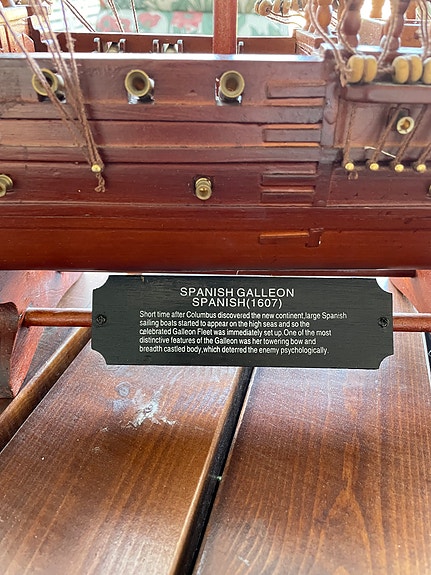 SPANISH GALLEON
SPANISH(1607)
Short time after Columbus discovered the new continent,large Spanish
sailing boats started to appear on the high seas and so the
celebrated Galleon Fleet was immediately set up.One of the most
distinctive features of the Galleon was her towering bow and
breadth castled body,which deterred the enemy psychologically.